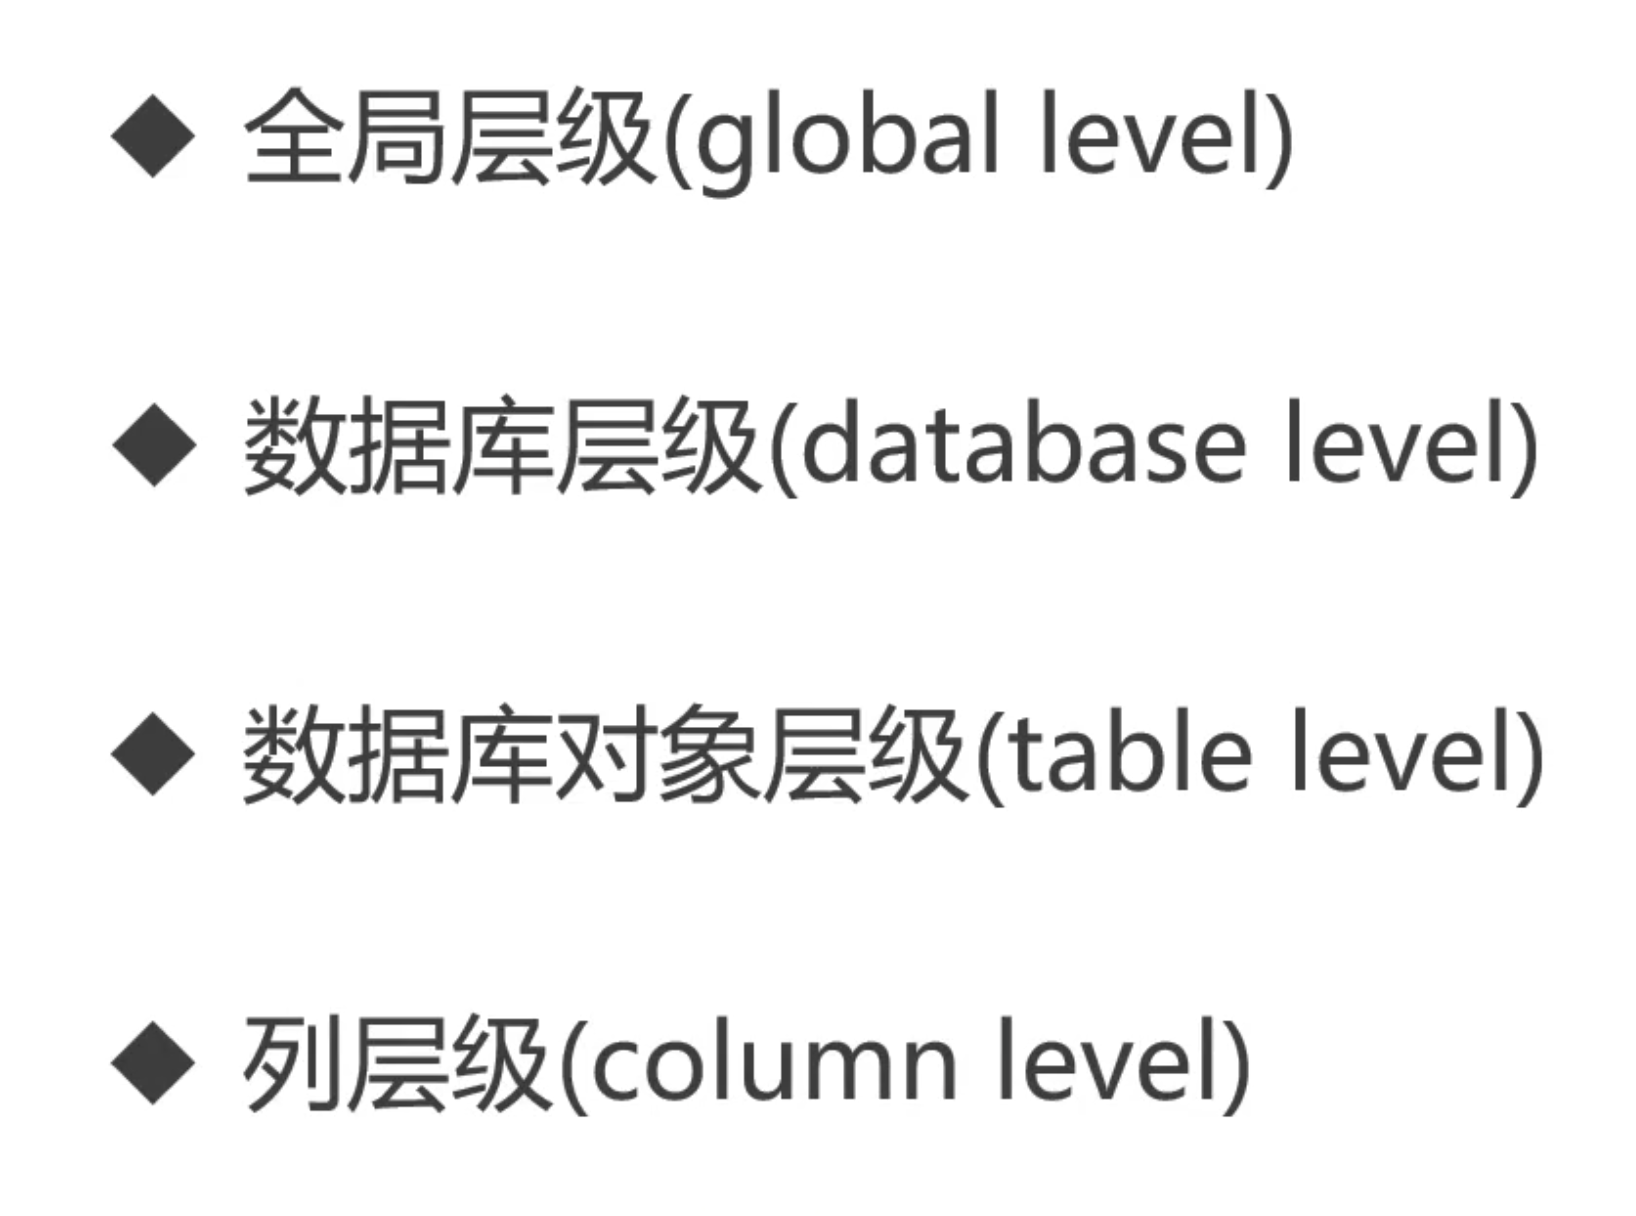 ◆ 全局层级(global level)
◆ 数据库层级(database level)
◆ 数据库对象层级(table level)
◆ 列层级(column level)